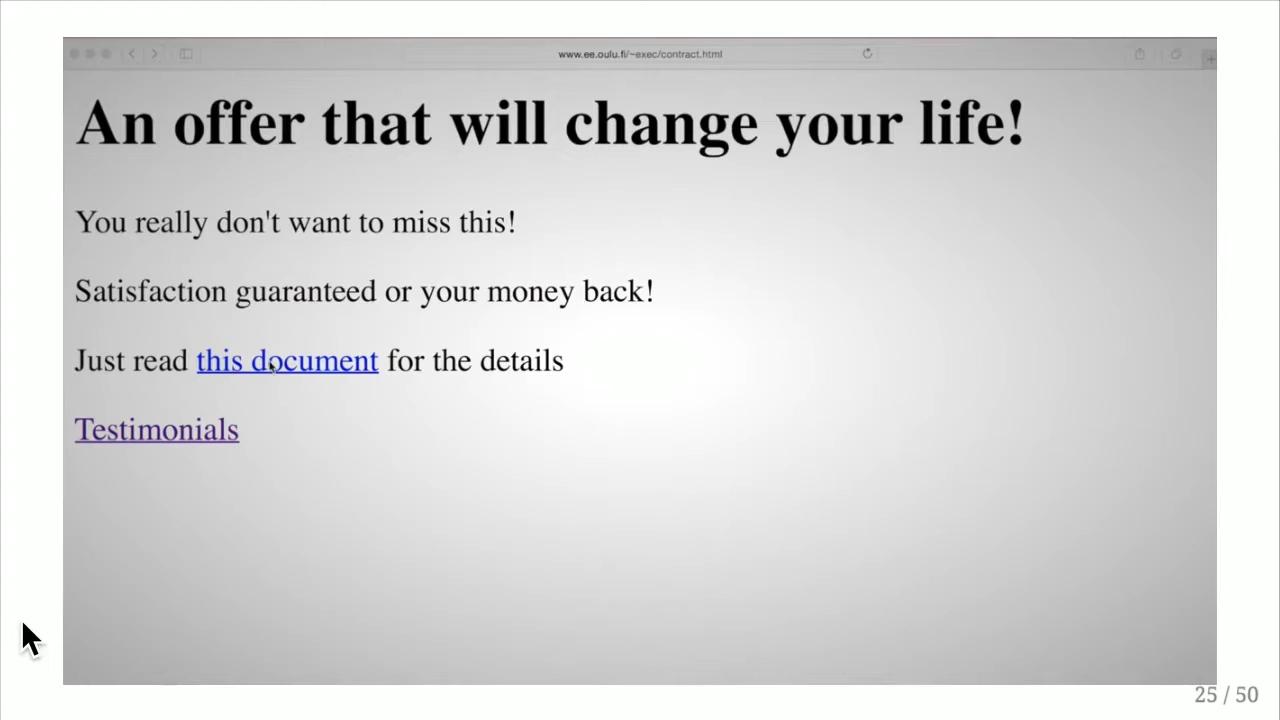 www.ee.oulu.fi/~exec/contract.html
An offer that will change your life!
You really don't want to miss this!
Satisfaction guaranteed or your money back!
Just read this document for the details
Testimonials
25 / 50